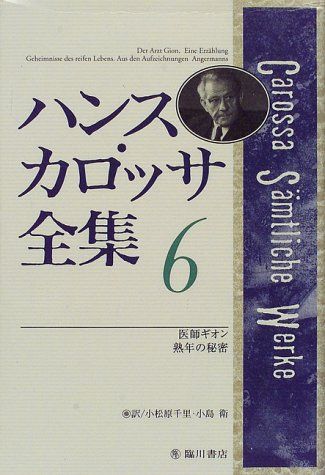 Der Arzt Gion. Eine Erzählung
Geheimnisse des reifen Lebens. Aus den Aufzeichnungen Angermanns
ハンス・
カロッサ
全集
6
Carossa Sämtliche Werke
医師ギオン
熟年の秘密
訳/小松原千里・小島 衛
臨川書店